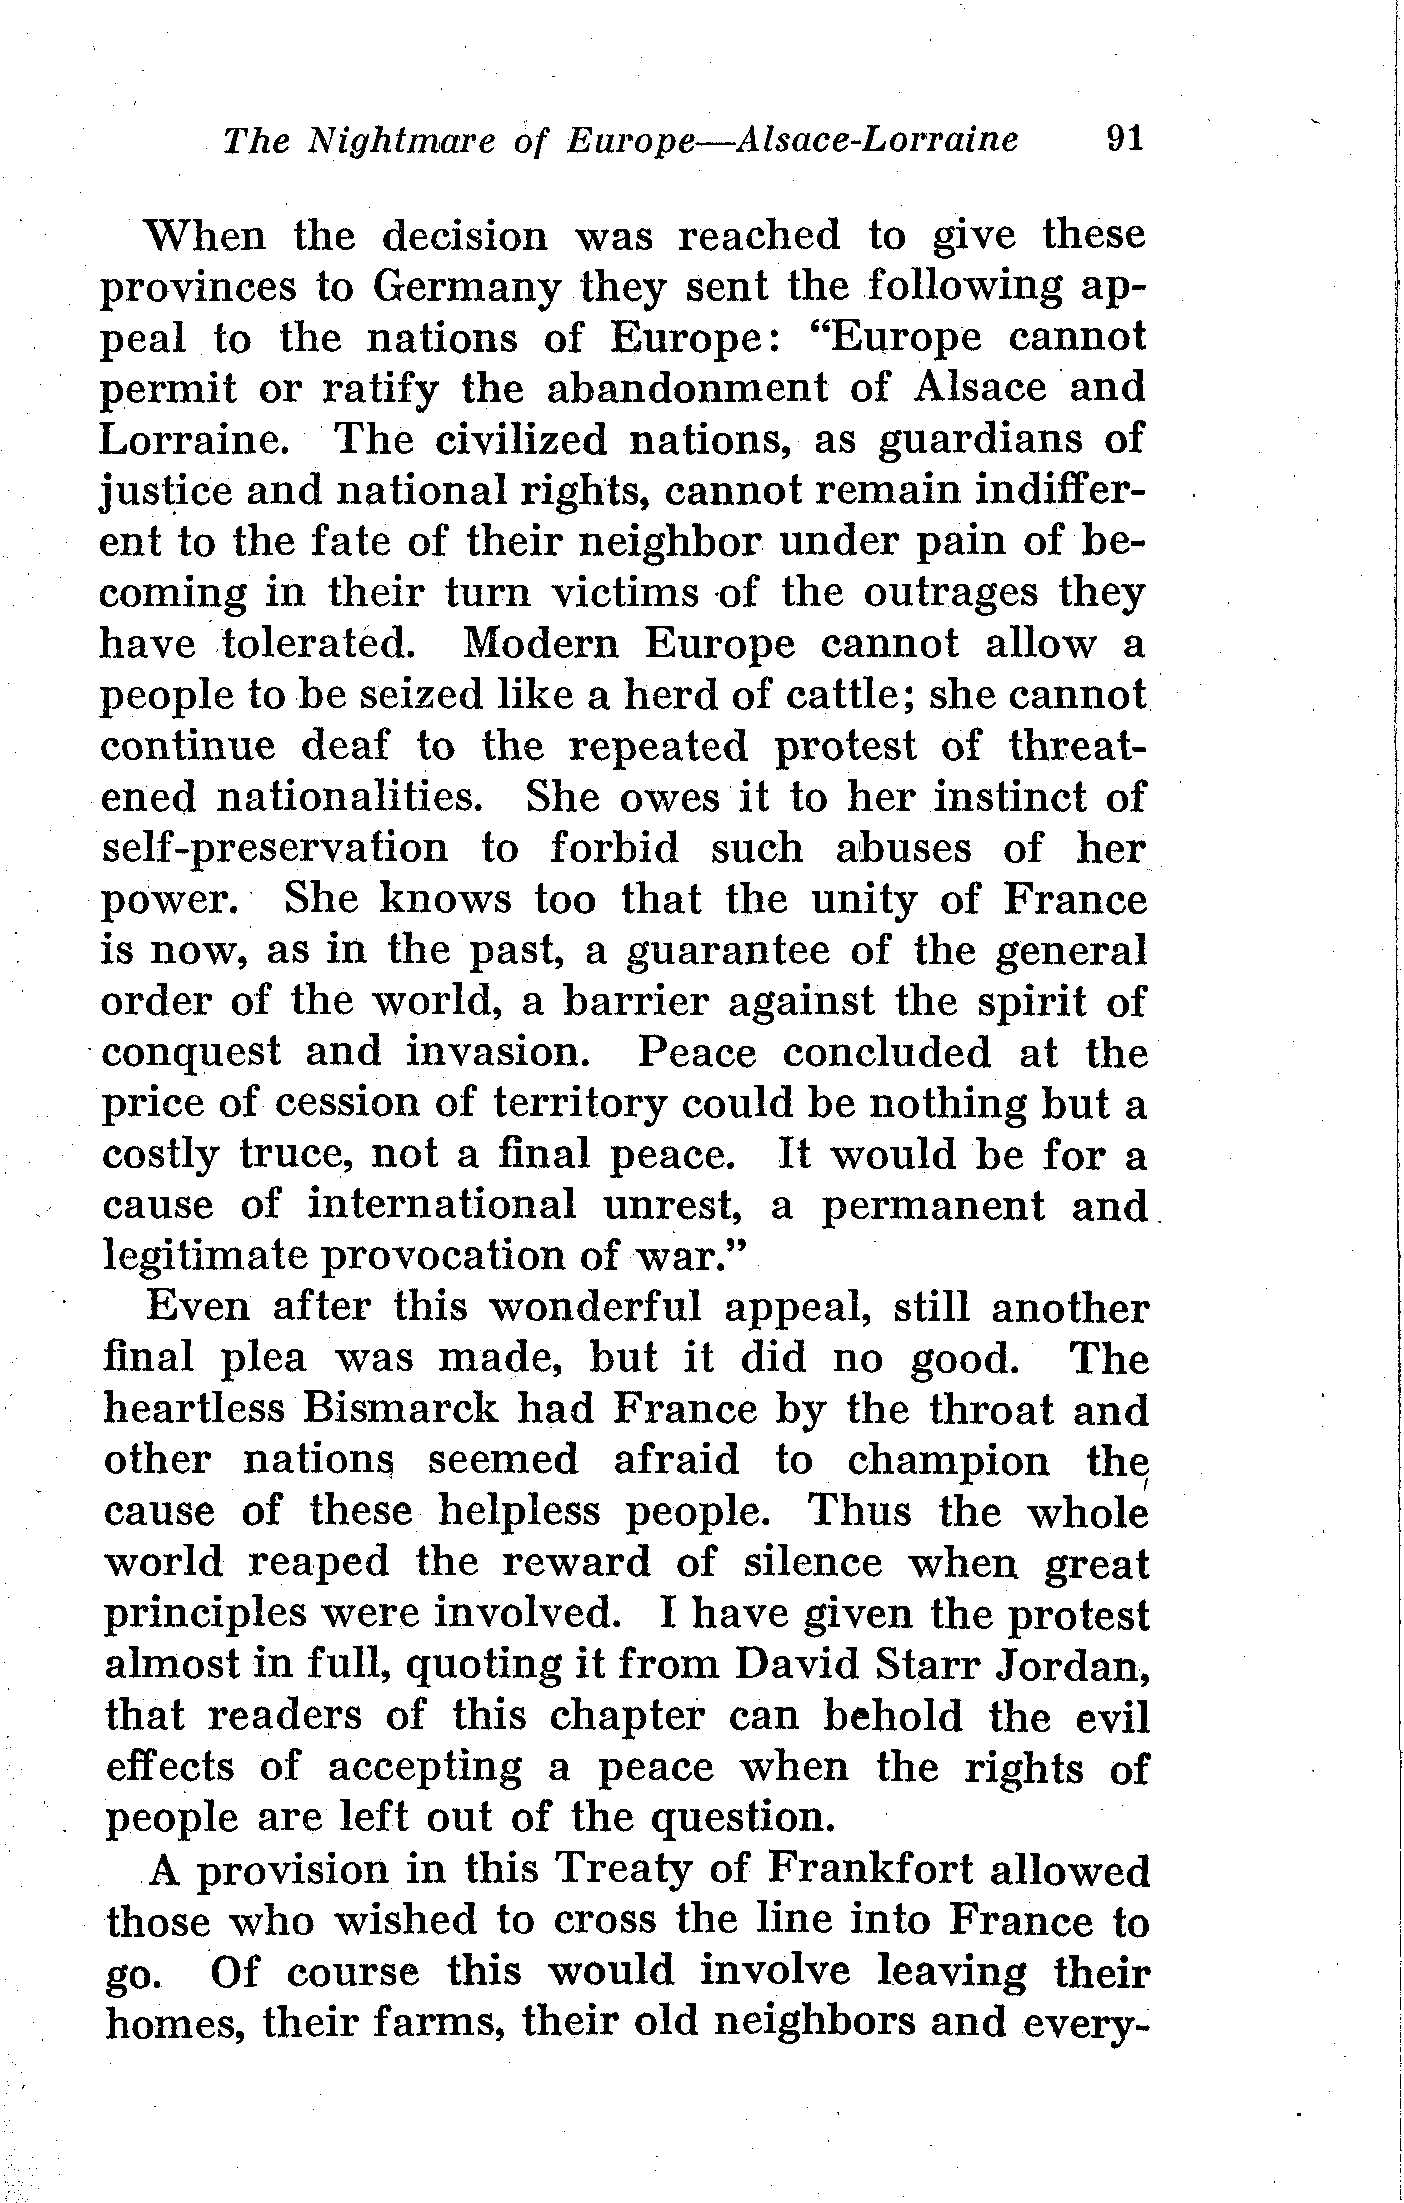 The Nightmare of Europe—Alsace-Lorraine 91
When the decision was reached to give these
provinces to Germany they sent the following ap-
peal to the nations of Europe: “Europe cannot
permit or ratify the abandonment of Alsace and
Lorraine. The civilized nations, as guardians of
justice and national rights, cannot remain indiffer-
ent to the fate of their neighbor under pain of be-
coming in their turn victims of the outrages they
have tolerated. Modern Europe cannot allow a
people to be seized like a herd of cattle; she cannot
continue deaf to the repeated protest of threat-
ened nationalities. She owes it to her instinct of
self-preservation to forbid such abuses of her
power. She knows too that the unity of France
is now, as in the past, a guarantee of the general
order of the world, a barrier against the spirit of
conquest and invasion. Peace concluded at the
price of cession of territory could be nothing but a
costly truce, not a final peace. It would be for a
cause of international unrest, a permanent and
legitimate provocation of war.”
Even after this wonderful appeal, still another
final plea was made, but it did no good. The
heartless Bismarck had France by the throat and
other nations seemed afraid to champion the
cause of these helpless people. Thus the whole
world reaped the reward of silence when great
principles were involved. I have given the protest
almost in full, quoting it from David Starr Jordan,
that readers of this chapter can behold the evil
effects of accepting a peace when the rights of
people are left out of the question.
A provision in this Treaty of Frankfort allowed
those who wished to cross the line into France to
go. Of course this would involve leaving their
homes, their farms, their old neighbors and every-